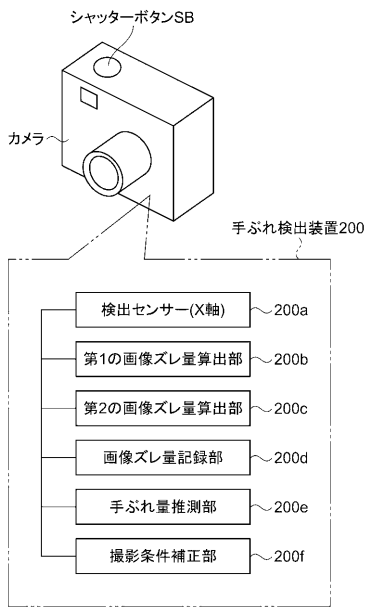 シャッターボタンSB
カメラ
手ぶれ検出装置200
検出センサー(X軸) 200a
第1の画像ズレ量算出部 200b
第2の画像ズレ量算出部 200c
画像ズレ量記録部 200d
手ぶれ量推測部 200e
撮影条件補正部 200f